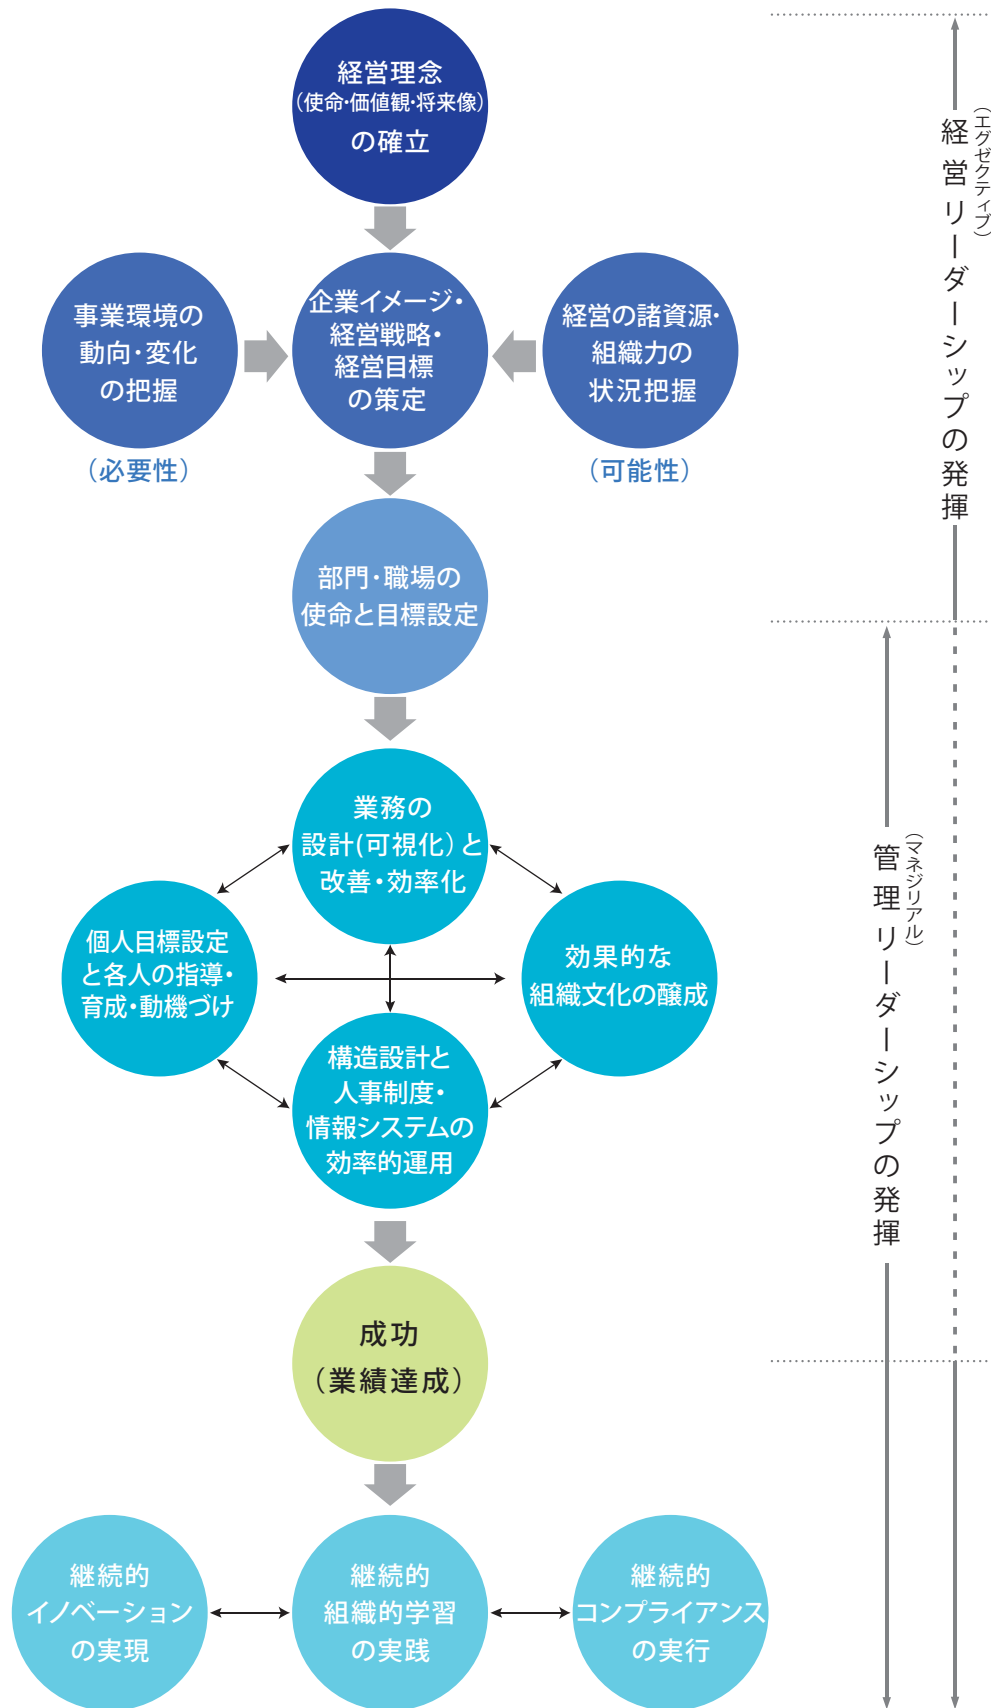 経営理念
（使命・価値観・将来像）
の確立
事業環境の
動向・変化
の把握
（必要性）
企業イメージ・
経営戦略・
経営目標
の策定
経営の諸資源・
組織力の
状況把握
（可能性）
部門・職場の
使命と目標設定
業務の
設計(可視化）と
改善・効率化
個人目標設定
と各人の指導・
育成・動機づけ
効果的な
組織文化の醸成
構造設計と
人事制度・
情報システムの
効率的運用
成功
（業績達成）
継続的
イノベーション
の実現
継続的
組織的学習
の実践
継続的
コンプライアンス
の実行
経営リーダーシップの発揮
（エグゼクティブ）
管理リーダーシップの発揮
（マネジリアル）